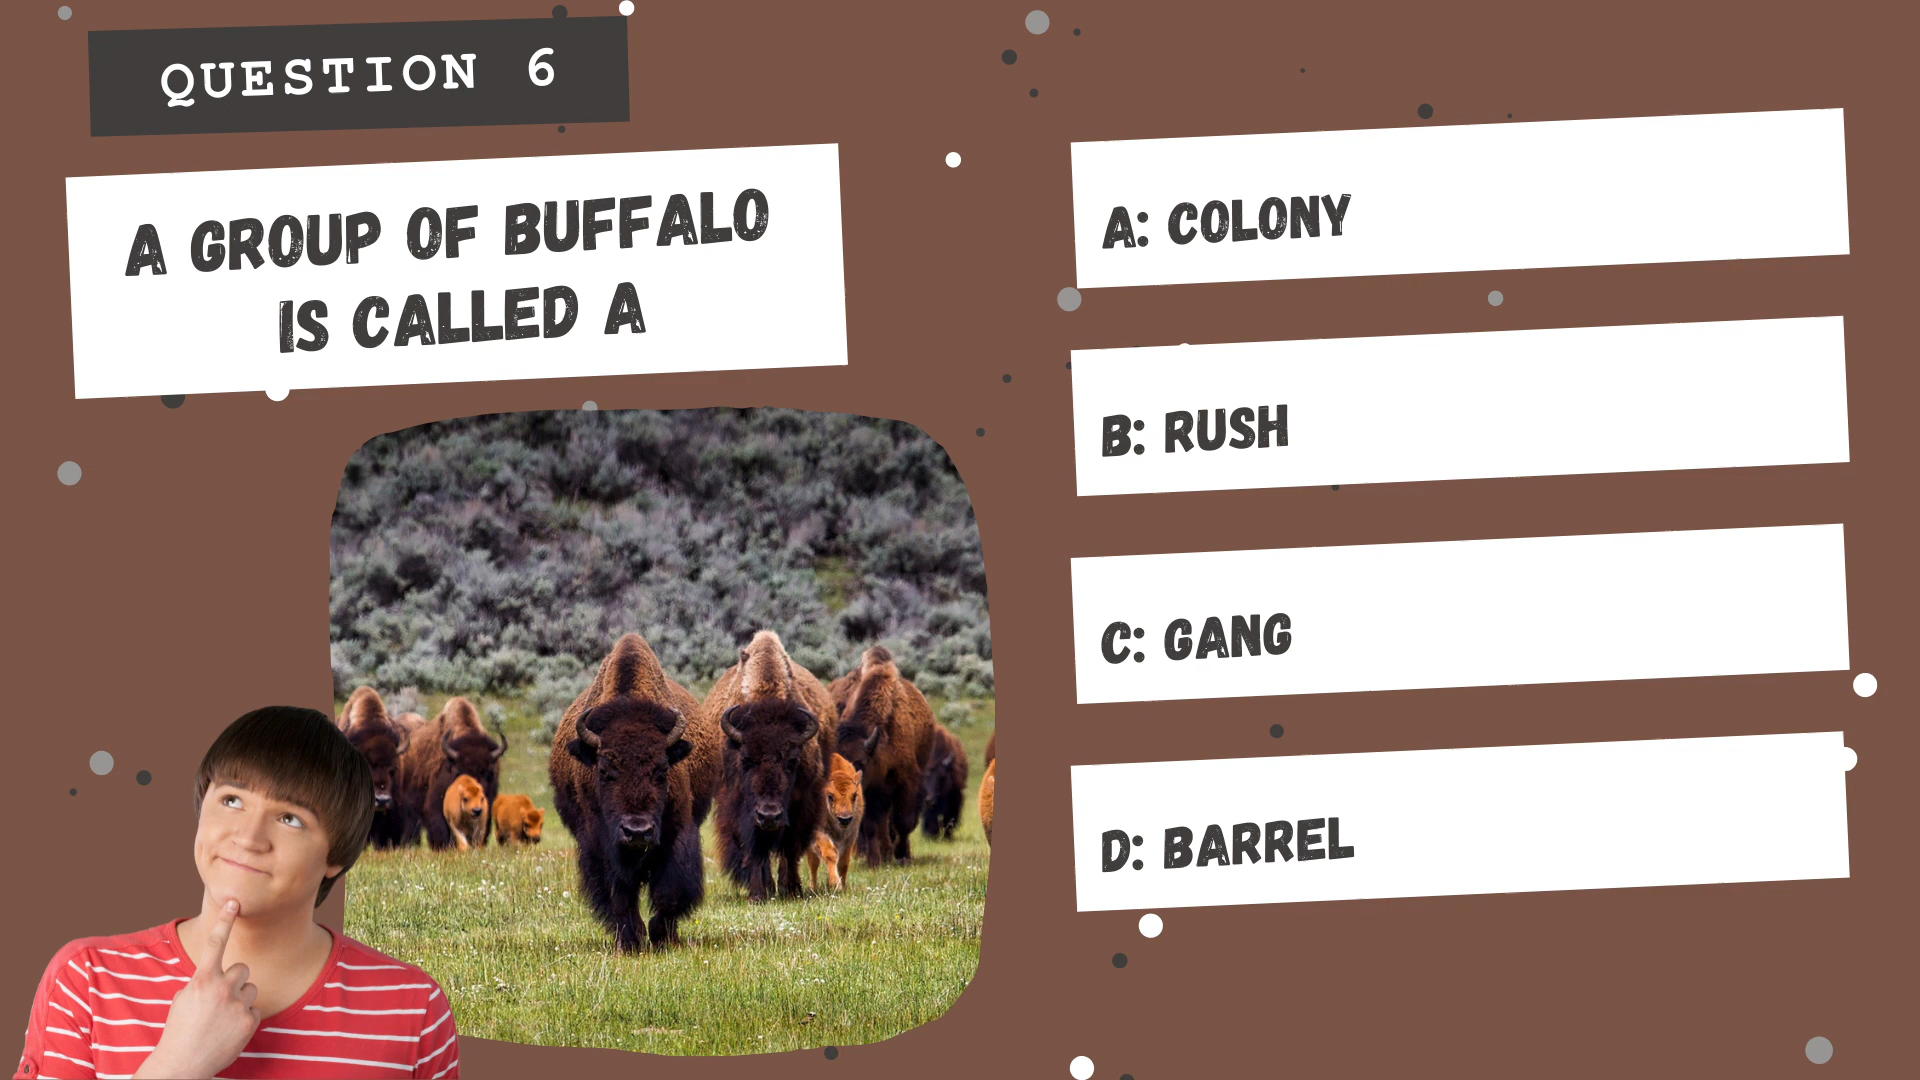 QUESTION 6
A GROUP OF BUFFALO
IS CALLED A
A: COLONY
B: RUSH
C: GANG
D: BARREL